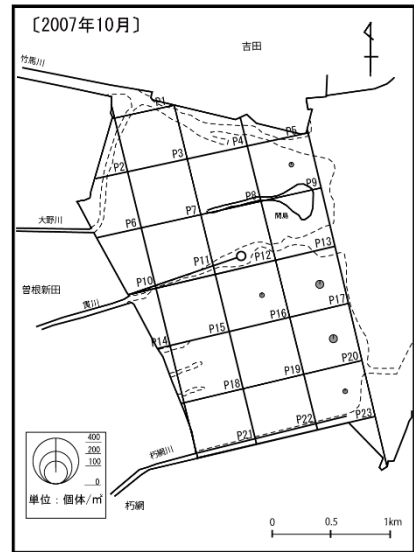 〔2007年10月〕
吉田
竹馬川
P1
P2
P3
P4
P5
P6
P7
P8
P9
間島
大野川
曽根新田
貫川
P10
P11
P12
P13
P14
P15
P16
P17
P18
P19
P20
P21
P22
P23
朽網川
朽網
400
200
100
0
単位：個体/㎡
0 0.5 1km